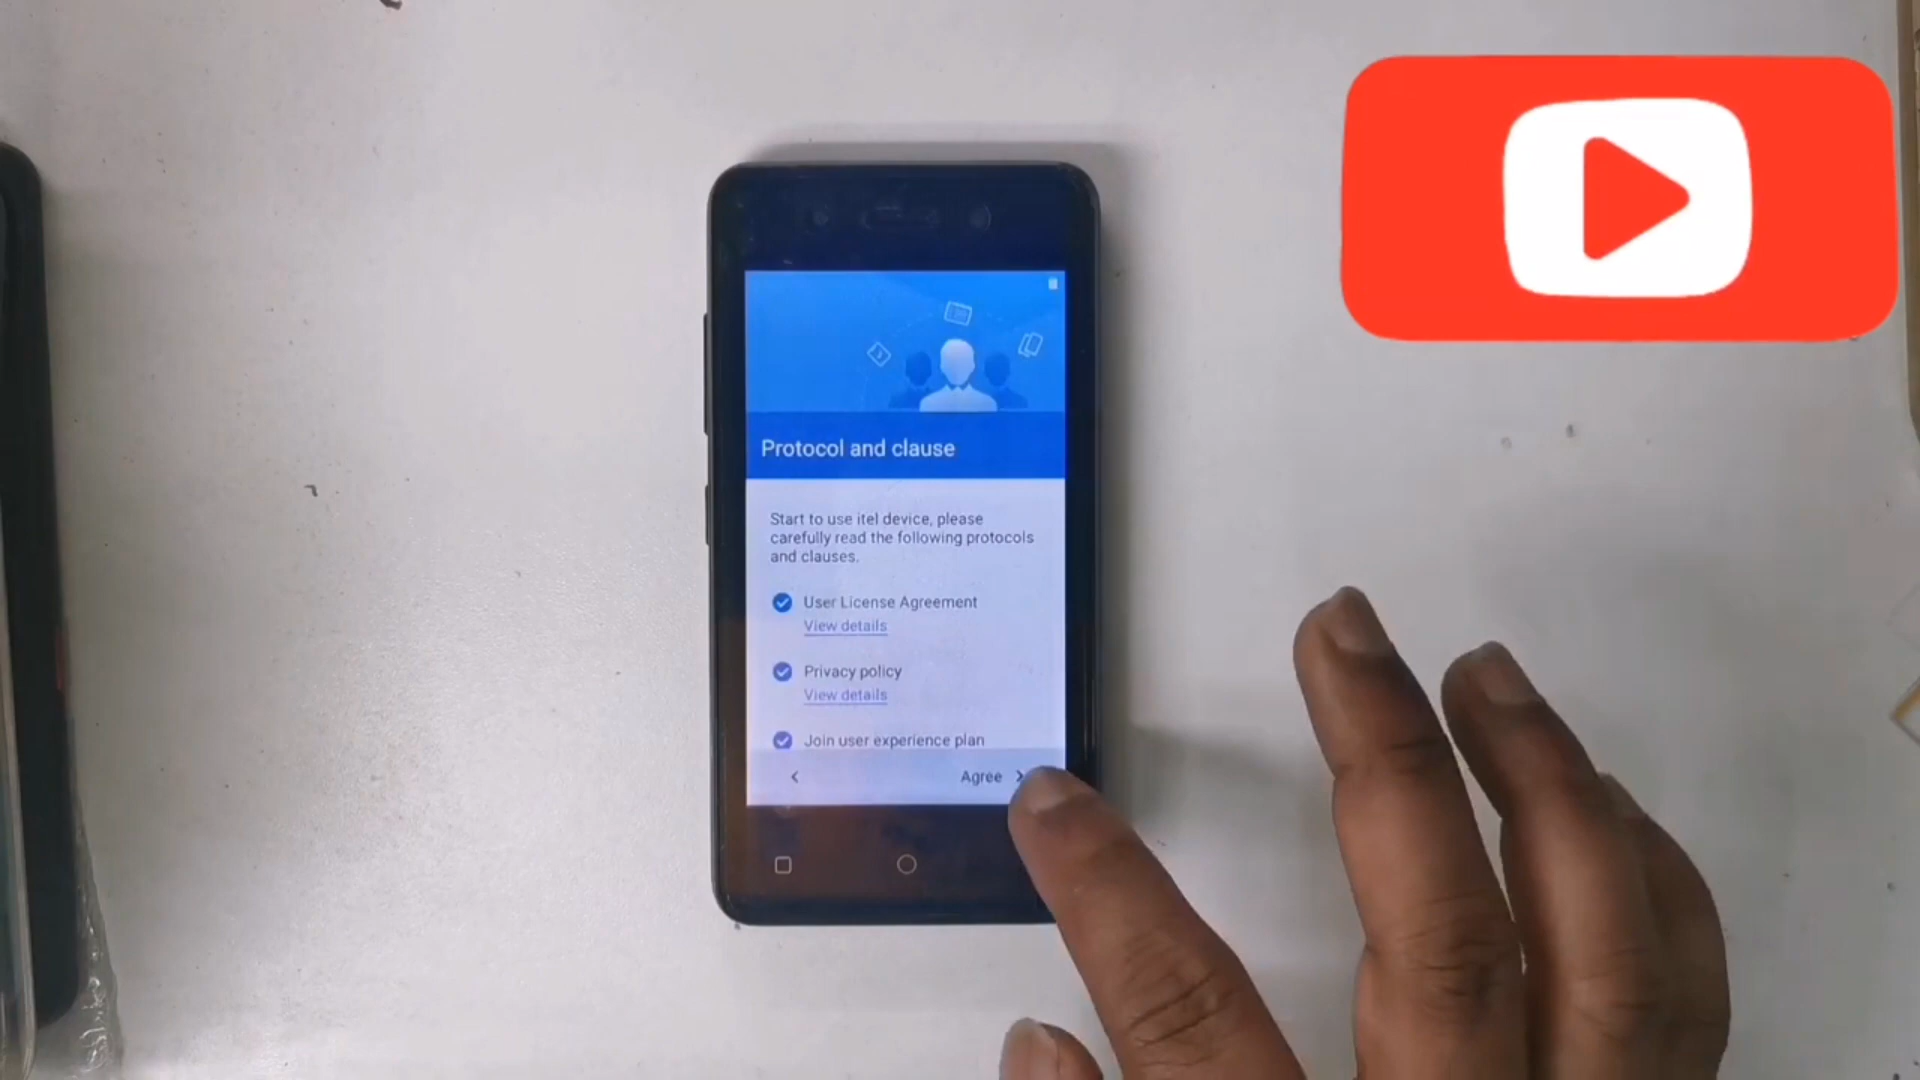 Protocol and clause
Start to use itel device, please
carefully read the following protocols
and clauses.
User License Agreement
View details
Privacy policy
View details
Join user experience plan
Agree